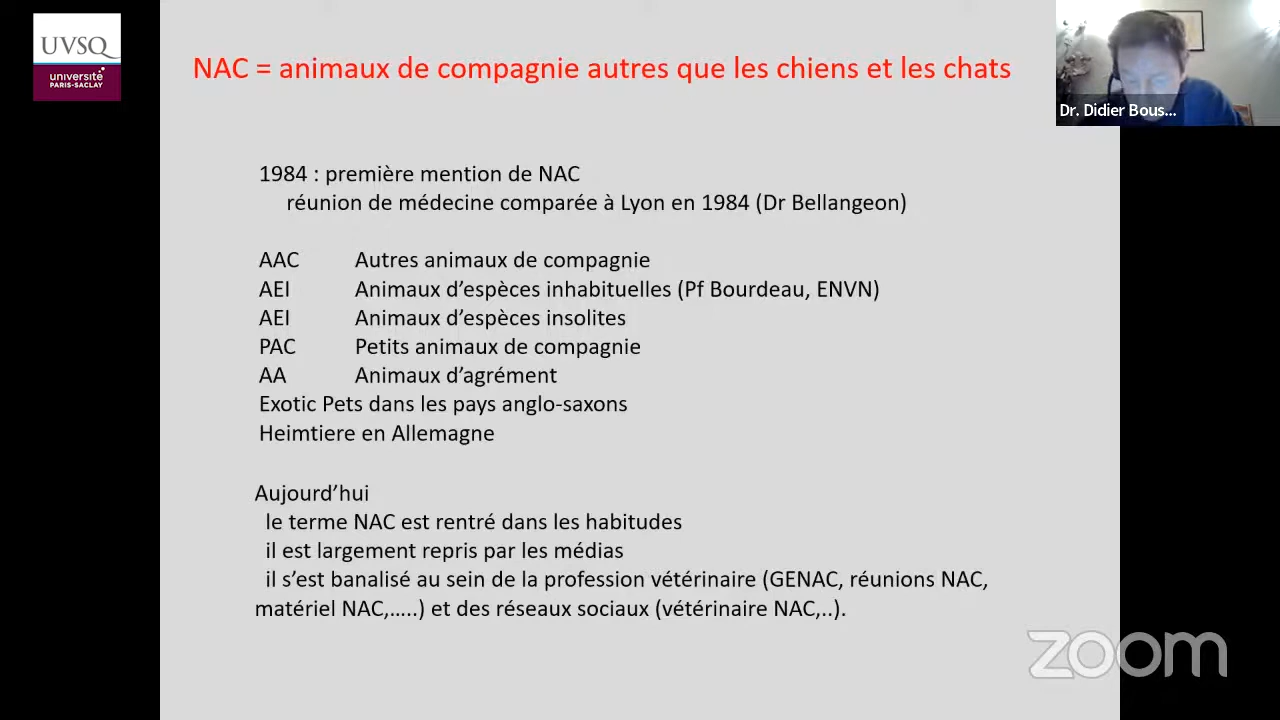 UVSQ
université
PARIS-SACLAY
NAC = animaux de compagnie autres que les chiens et les chats
Dr. Didier Bous...
1984 : première mention de NAC
réunion de médecine comparée à Lyon en 1984 (Dr Bellangeon)
AAC Autres animaux de compagnie
AEI Animaux d’espèces inhabituelles (Pf Bourdeau, ENVN)
AEI Animaux d’espèces insolites
PAC Petits animaux de compagnie
AA Animaux d’agrément
Exotic Pets dans les pays anglo-saxons
Heimtiere en Allemagne
Aujourd’hui
le terme NAC est rentré dans les habitudes
il est largement repris par les médias
il s’est banalisé au sein de la profession vétérinaire (GENAC, réunions NAC,
matériel NAC,…..) et des réseaux sociaux (vétérinaire NAC,..).
zoom